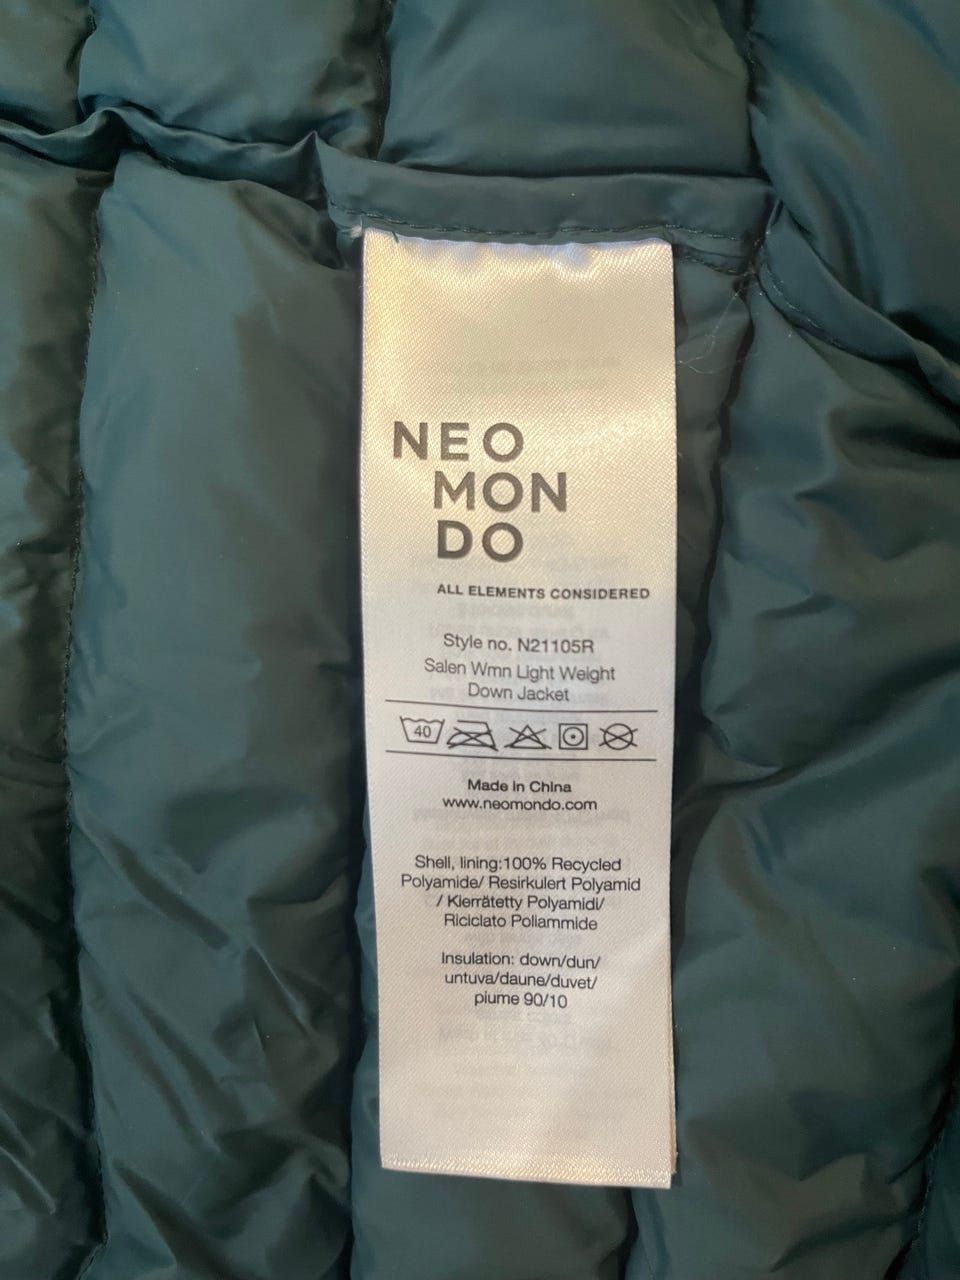 NEO
MON
DO
ALL ELEMENTS CONSIDERED
Style no. N21105R
Salen Wmn Light Weight
Down Jacket
40
Made in China
www.neomondo.com
Shell, lining:100% Recycled
Polyamide/ Resirkulert Polyamid
/ Kierrätetty Polyamidi/
Riciclato Poliammide
Insulation: down/dun/
untuva/daune/duvet/
piume 90/10